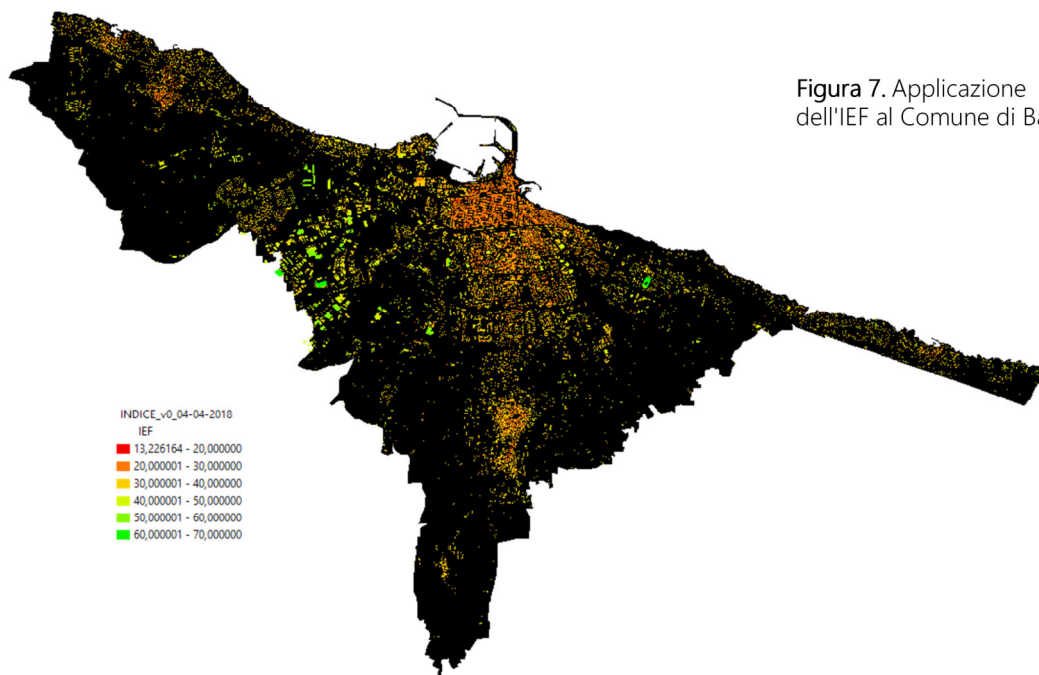 Figura 7. Applicazione
dell'IEF al Comune di
INDICE_v0_04-04-2018
IEF
13,226164 - 20,000000
20,000001 - 30,000000
30,000001 - 40,000000
40,000001 - 50,000000
50,000001 - 60,000000
60,000001 - 70,000000